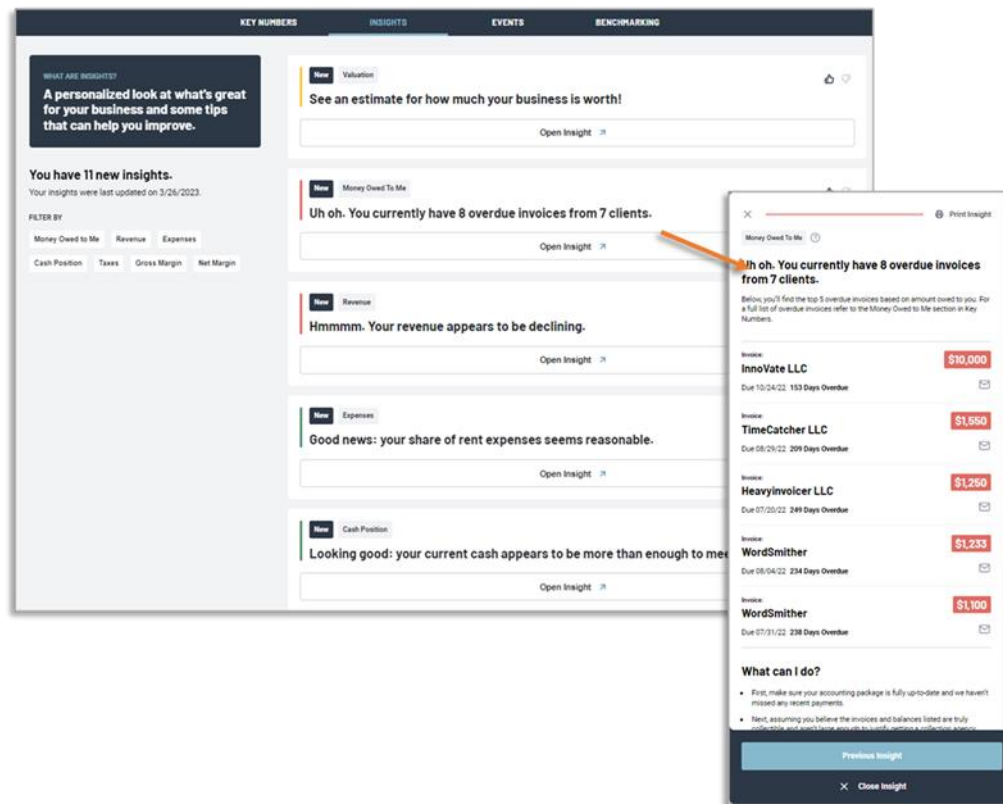 KEY NUMBERS INSIGHTS EVENTS BENCHMARKING
WHAT ARE INSIGHTS?
A personalized look at what's great
for your business and some tips
that can help you improve.
You have 11 new insights.
Your insights were last updated on 3/26/2023.
FILTER BY
Money Owed to Me Revenue Expenses
Cash Position Taxes Gross Margin Net Margin
New Valuation
See an estimate for how much your business is worth!
Open Insight
New Money Owed To Me
Uh oh. You currently have 8 overdue invoices from 7 clients.
Open Insight
New Revenue
Hmmmm. Your revenue appears to be declining.
Open Insight
New Expenses
Good news: your share of rent expenses seems reasonable.
Open Insight
New Cash Position
Looking good: your current cash appears to be more than enough to mee
Open Insight
Print Insight
Money Owed To Me ?
Uh oh. You currently have 8 overdue invoices
from 7 clients.
Below, you'll find the top 5 overdue invoices based on amount owed to you. For
a full list of overdue invoices refer to the Money Owed to Me section in Key
Numbers.
Invoice:
InnoVate LLC $10,000
Due 10/24/22 153 Days Overdue
Invoice:
TimeCatcher LLC $1,550
Due 08/29/22 209 Days Overdue
Invoice:
Heavyinvoicer LLC $1,250
Due 07/20/22 249 Days Overdue
Invoice:
WordSmither $1,233
Due 08/04/22 234 Days Overdue
Invoice:
WordSmither $1,100
Due 07/31/22 238 Days Overdue
What can I do?
• First, make sure your accounting package is fully up-to-date and we haven't
missed any recent payments.
• Next, assuming you believe the invoices and balances listed are truly
collectible and aren't large enough to justify getting a collection agency
Previous Insight
Close Insight